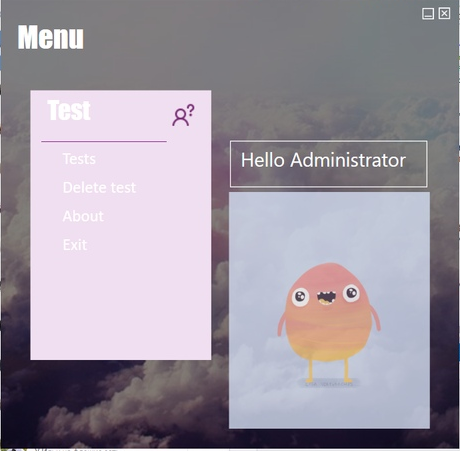 Menu
Test
Tests
Delete test
About
Exit
Hello Administrator